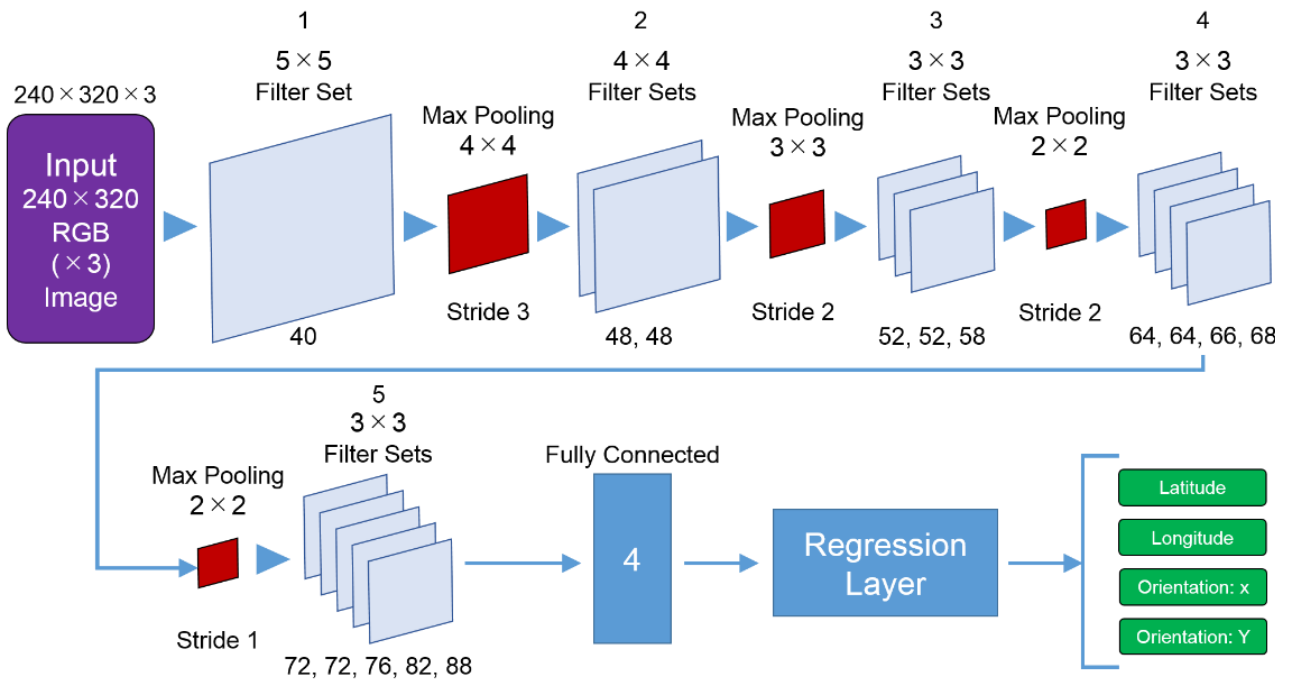 1
5×5
Filter Set
240×320×3
Input
240×320
RGB
(×3)
Image
40
Max Pooling
4×4
Stride 3
2
4×4
Filter Sets
48, 48
Max Pooling
3×3
Stride 2
3
3×3
Filter Sets
52, 52, 58
Max Pooling
2×2
Stride 2
4
3×3
Filter Sets
64, 64, 66, 68
Max Pooling
2×2
Stride 1
5
3×3
Filter Sets
72, 72, 76, 82, 88
Fully Connected
4
Regression
Layer
Latitude
Longitude
Orientation: x
Orientation: Y